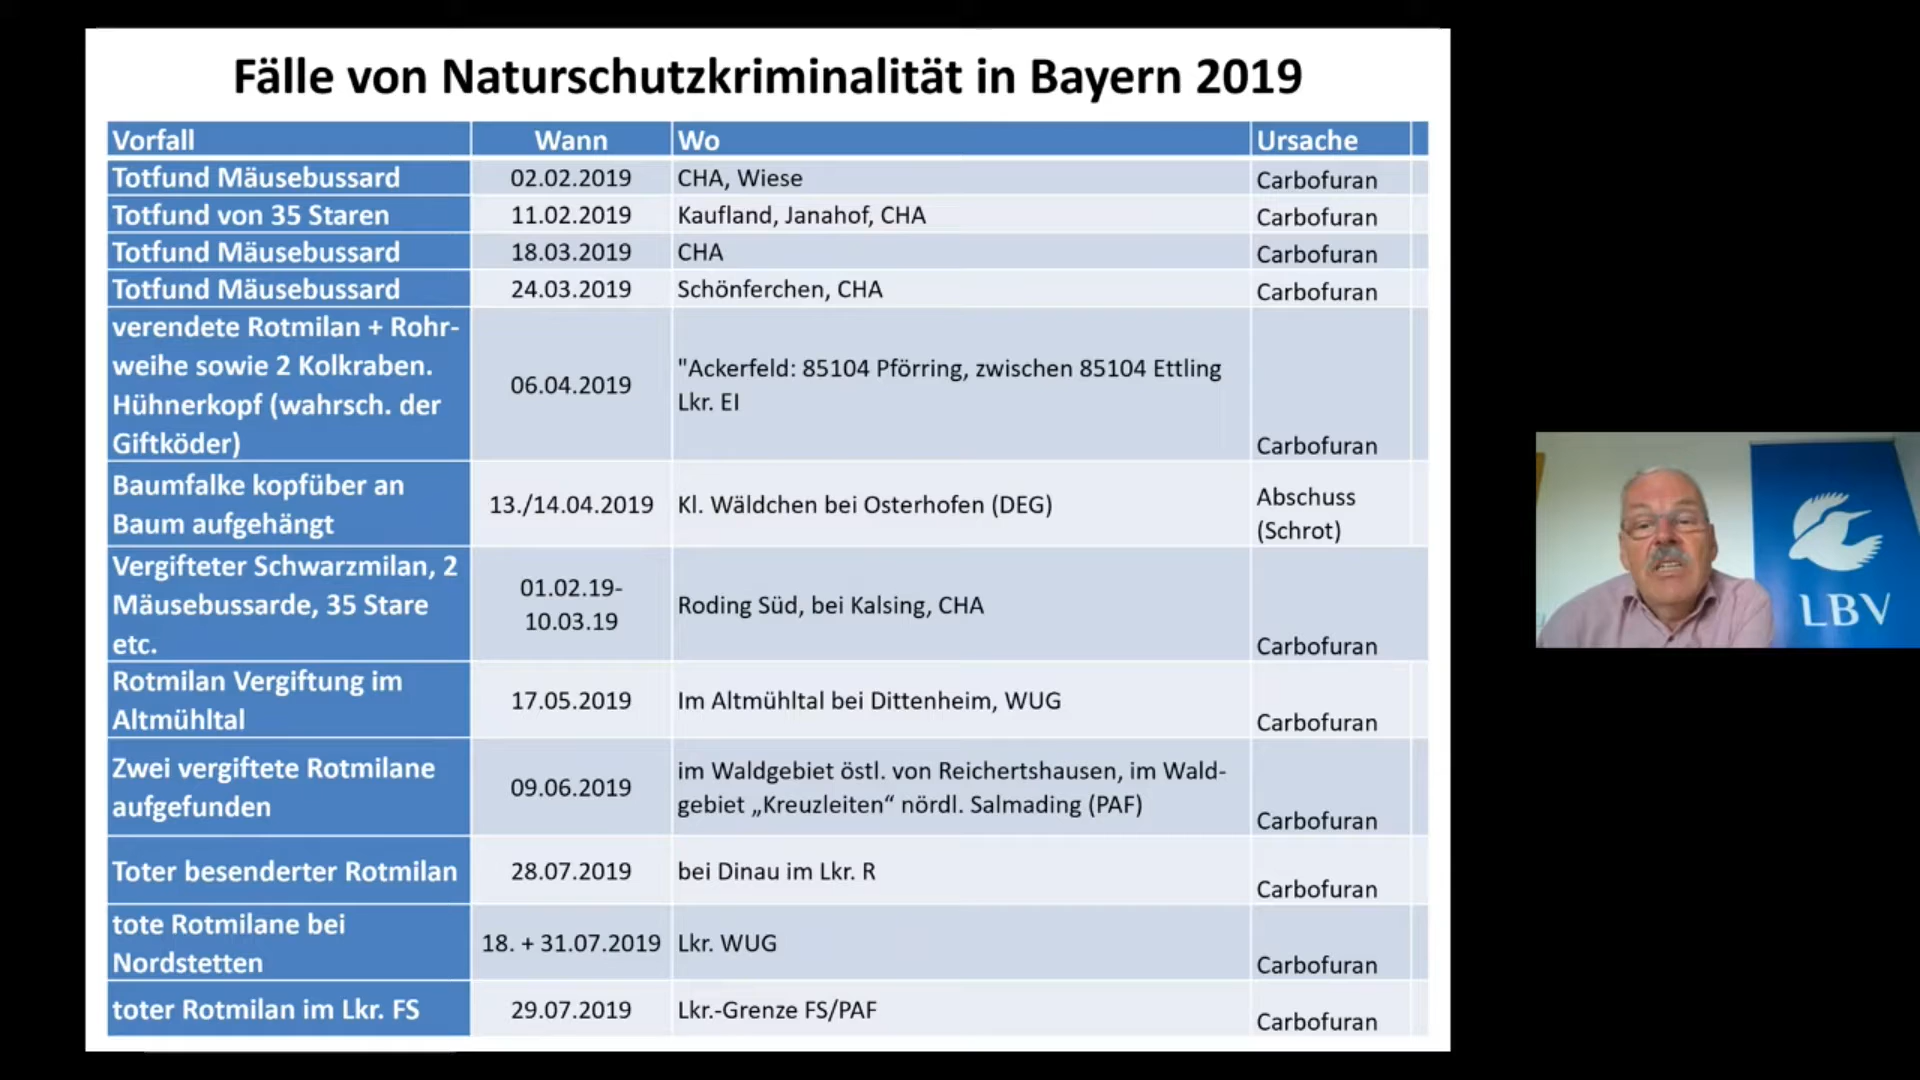 Fälle von Naturschutzkriminalität in Bayern 2019
Vorfall Wann Wo Ursache
Totfund Mäusebussard 02.02.2019 CHA, Wiese Carbofuran
Totfund von 35 Staren 11.02.2019 Kaufland, Janahof, CHA Carbofuran
Totfund Mäusebussard 18.03.2019 CHA Carbofuran
Totfund Mäusebussard 24.03.2019 Schönferchen, CHA Carbofuran
verendete Rotmilan + Rohr-
weihe sowie 2 Kolkraben.
Hühnerkopf (wahrsch. der
Giftköder)
06.04.2019
"Ackerfeld: 85104 Pförring, zwischen 85104 Ettling
Lkr. EI
Carbofuran
Baumfalke kopfüber an
Baum aufgehängt
13./14.04.2019
Kl. Wäldchen bei Osterhofen (DEG)
Abschuss
(Schrot)
Vergifteter Schwarzmilan, 2
Mäusebussarde, 35 Stare
etc.
01.02.19-
10.03.19
Roding Süd, bei Kalsing, CHA
Carbofuran
Rotmilan Vergiftung im
Altmühltal
17.05.2019
Im Altmühltal bei Dittenheim, WUG
Carbofuran
Zwei vergiftete Rotmilane
aufgefunden
09.06.2019
im Waldgebiet östl. von Reichertshausen, im Wald-
gebiet „Kreuzleiten“ nördl. Salmading (PAF)
Carbofuran
Toter besenderter Rotmilan 28.07.2019 bei Dinau im Lkr. R Carbofuran
tote Rotmilane bei
Nordstetten
18. + 31.07.2019
Lkr. WUG
Carbofuran
toter Rotmilan im Lkr. FS 29.07.2019 Lkr.-Grenze FS/PAF Carbofuran
LBV